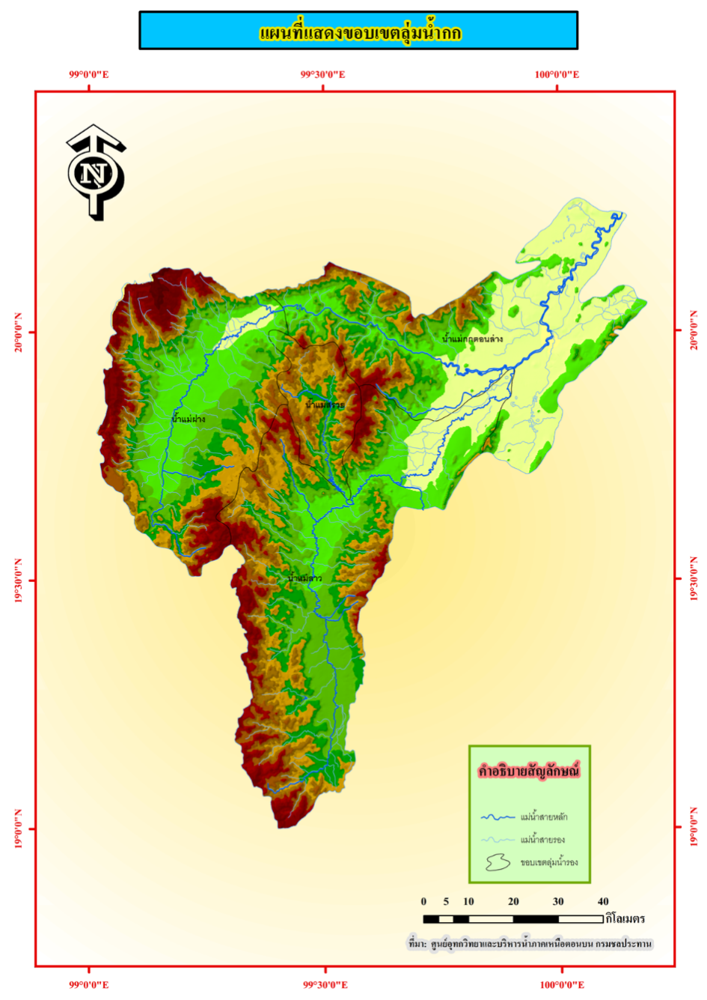 แผนที่แสดงขอบเขตลุ่มน้ำกก
99°0'0"E 99°30'0"E 100°0'0"E
N
20°0'0"N 20°0'0"N
น้ำแม่กกตอนล่าง
น้ำแม่สรวย
น้ำแม่ฝาง
19°30'0"N 19°30'0"N
น้ำแม่ลาว
คำอธิบายสัญลักษณ์
แม่น้ำสายหลัก
แม่น้ำสายรอง
ขอบเขตลุ่มน้ำรอง
19°0'0"N 19°0'0"N
0 5 10 20 30 40
กิโลเมตร
ที่มา: ศูนย์อุทกวิทยาและบริหารน้ำภาคเหนือตอนบน กรมชลประทาน
99°0'0"E 99°30'0"E 100°0'0"E